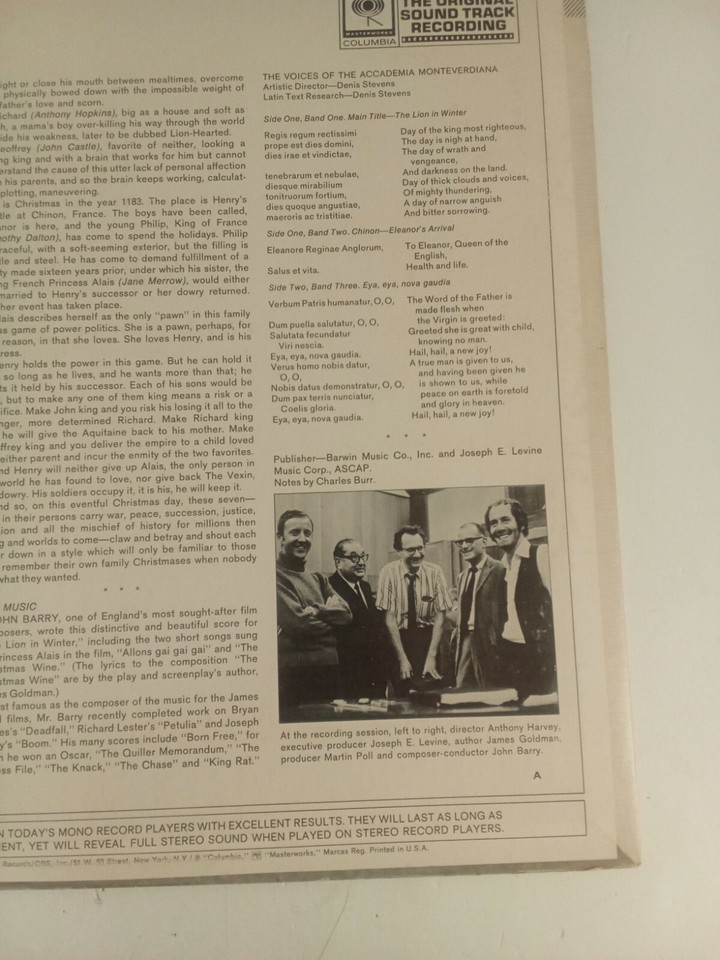 THE ORIGINAL
SOUND TRACK
RECORDING
MASTERWORKS
COLUMBIA
ight or close his mouth between mealtimes, overcome
physically bowed down with the impossible weight of
father's love and scorn.
ichard (Anthony Hopkins), big as a house and soft as
h, a mama's boy over-killing his way through the world
ide his weakness, later to be dubbed Lion-Hearted.
eoffrey (John Castle), favorite of neither, looking a
ng king and with a brain that works for him but cannot
erstand the cause of this utter lack of personal affection
his parents, and so the brain keeps working, calculat-
plotting, maneuvering.
is Christmas in the year 1183. The place is Henry's
tle at Chinon, France. The boys have been called,
anor is here, and the young Philip, King of France
othy Dalton), has come to spend the holidays. Philip
raceful, with a soft-seeming exterior, but the filling is
tle and steel. He has come to demand fulfillment of a
ty made sixteen years prior, under which his sister, the
ng French Princess Alais (Jane Merrow), would either
married to Henry's successor or her dowry returned.
her event has taken place.
lais describes herself as the only "pawn" in this family
as game of power politics. She is a pawn, perhaps, for
reason, in that she loves. She loves Henry, and is his
ress.
enry holds the power in this game. But he can hold it
so long as he lives, and he wants more than that; he
ts it held by his successor. Each of his sons would be
, but to make any one of them king means a risk or a
ifice. Make John king and you risk his losing it all to the
nger, more determined Richard. Make Richard king
he will give the Aquitaine back to his mother. Make
ffrey king and you deliver the empire to a child loved
either parent and incur the enmity of the two favorites.
nd Henry will neither give up Alais, the only person in
world he has found to love, nor give back The Vexin,
dowry. His soldiers occupy it, it is his, he will keep it.
nd so, on this eventful Christmas day, these seven—
in their persons carry war, peace, succession, justice,
sion and all the mischief of history for millions then
g and worlds to come—claw and betray and shout each
r down in a style which will only be familiar to those
remember their own family Christmases when nobody
what they wanted.
* * *
MUSIC
OHN BARRY, one of England's most sought-after film
posers, wrote this distinctive and beautiful score for
Lion in Winter," including the two short songs sung
rincess Alais in the film, "Allons gai gai gai" and "The
stmas Wine." (The lyrics to the composition "The
stmas Wine" are by the play and screenplay's author,
s Goldman.)
st famous as the composer of the music for the James
films, Mr. Barry recently completed work on Bryan
es's "Deadfall," Richard Lester's "Petulia" and Joseph
y's "Boom." His many scores include "Born Free," for
h he won an Oscar, "The Quiller Memorandum," "The
ess File," "The Knack," "The Chase" and "King Rat."
THE VOICES OF THE ACCADEMIA MONTEVERDIANA
Artistic Director—Denis Stevens
Latin Text Research—Denis Stevens
Side One, Band One. Main Title—The Lion in Winter
Regis regum rectissimi
prope est dies domini,
dies irae et vindictae,
tenebrarum et nebulae,
diesque mirabilium
tonitruorum fortium,
dies quoque angustiae,
maeroris ac tristitiae.
Day of the king most righteous,
The day is nigh at hand,
The day of wrath and
vengeance,
And darkness on the land.
Day of thick clouds and voices,
Of mighty thundering,
A day of narrow anguish
And bitter sorrowing.
Side One, Band Two. Chinon—Eleanor's Arrival
Eleanore Reginae Anglorum,
Salus et vita.
To Eleanor, Queen of the
English,
Health and life.
Side Two, Band Three. Eya, eya, nova gaudia
Verbum Patris humanatur, O, O,
Dum puella salutatur, O, O,
Salutata fecundatur
Viri nescia.
Eya, eya, nova gaudia.
Verus homo nobis datur,
O, O,
Nobis datus demonstratur, O, O,
Dum pax terris nunciatur,
Coelis gloria.
Eya, eya, nova gaudia.
The Word of the Father is
made flesh when
the Virgin is greeted:
Greeted she is great with child,
knowing no man.
Hail, hail, a new joy!
A true man is given to us,
and having been given he
is shown to us, while
peace on earth is foretold
and glory in heaven.
Hail, hail, a new joy!
* * *
Publisher—Barwin Music Co., Inc. and Joseph E. Levine
Music Corp., ASCAP.
Notes by Charles Burr.
At the recording session, left to right, director Anthony Harvey,
executive producer Joseph E. Levine, author James Goldman,
producer Martin Poll and composer-conductor John Barry.
A
N TODAY'S MONO RECORD PLAYERS WITH EXCELLENT RESULTS. THEY WILL LAST AS LONG AS
ENT, YET WILL REVEAL FULL STEREO SOUND WHEN PLAYED ON STEREO RECORD PLAYERS.
Records/CBS, Inc./51 W. 52 Street, New York, N.Y./® "Columbia," "Masterworks," Marcas Reg. Printed in U.S.A.